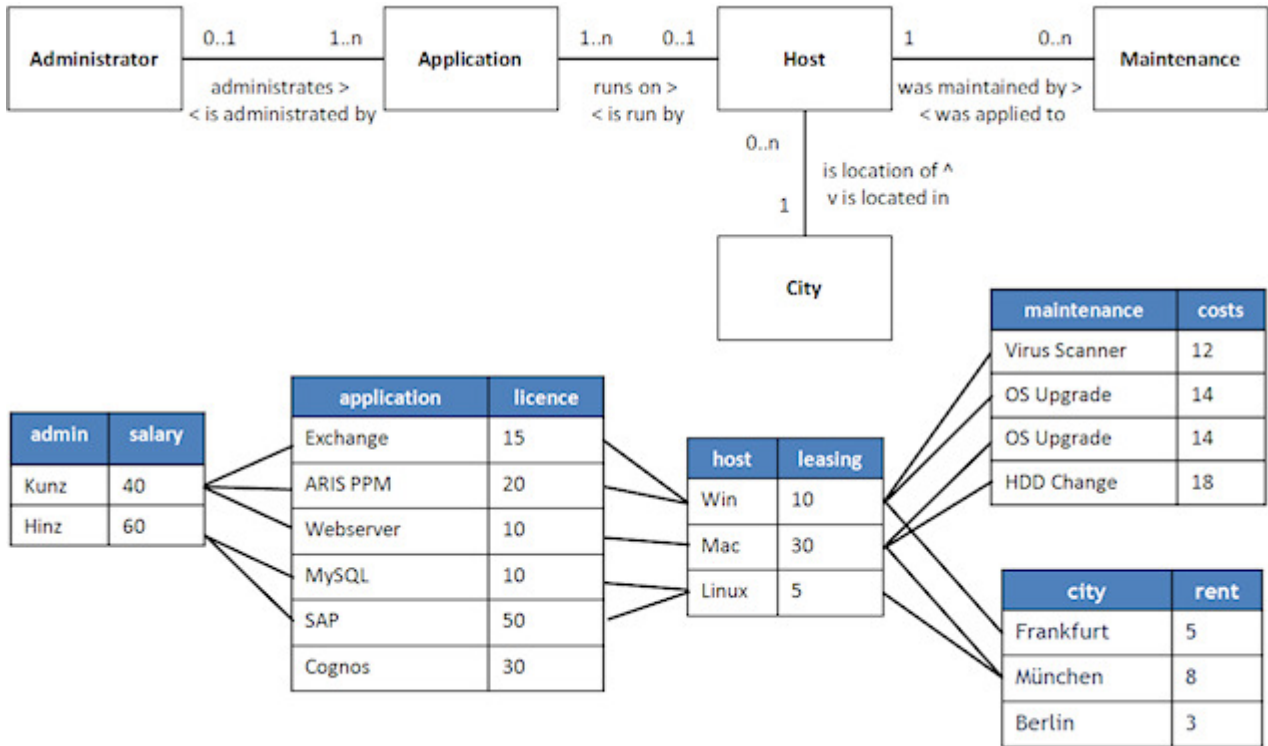 Administrator
0..1
1..n
administrates >
< is administrated by
Application
1..n
0..1
runs on >
< is run by
Host
1
0..n
was maintained by >
< was applied to
Maintenance
0..n
is location of ^
v is located in
1
City
maintenance costs
Virus Scanner 12
OS Upgrade 14
OS Upgrade 14
HDD Change 18
application licence
Exchange 15
ARIS PPM 20
Webserver 10
MySQL 10
SAP 50
Cognos 30
admin salary
Kunz 40
Hinz 60
host leasing
Win 10
Mac 30
Linux 5
city rent
Frankfurt 5
München 8
Berlin 3